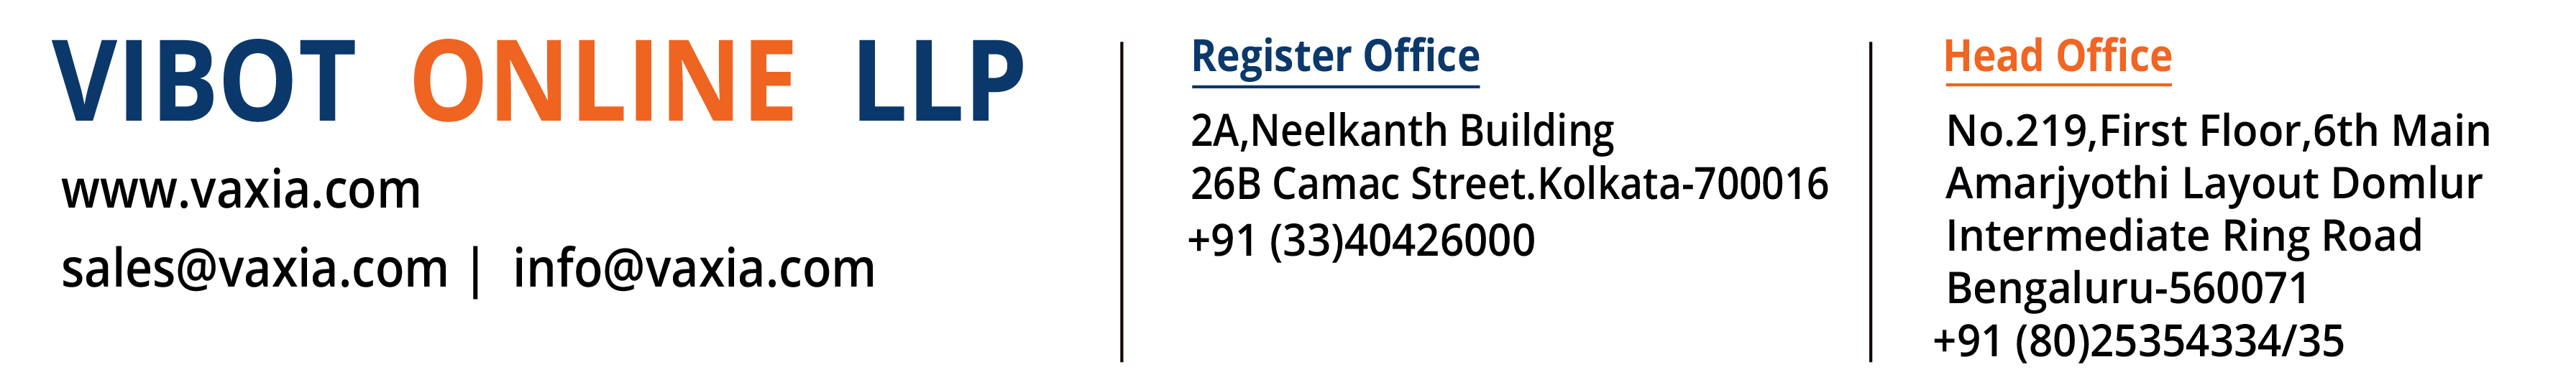 VIBOT ONLINE LLP
www.vaxia.com
sales@vaxia.com | info@vaxia.com
Register Office
2A,Neelkanth Building
26B Camac Street.Kolkata-700016
+91 (33)40426000
Head Office
No.219,First Floor,6th Main
Amarjyothi Layout Domlur
Intermediate Ring Road
Bengaluru-560071
+91 (80)25354334/35